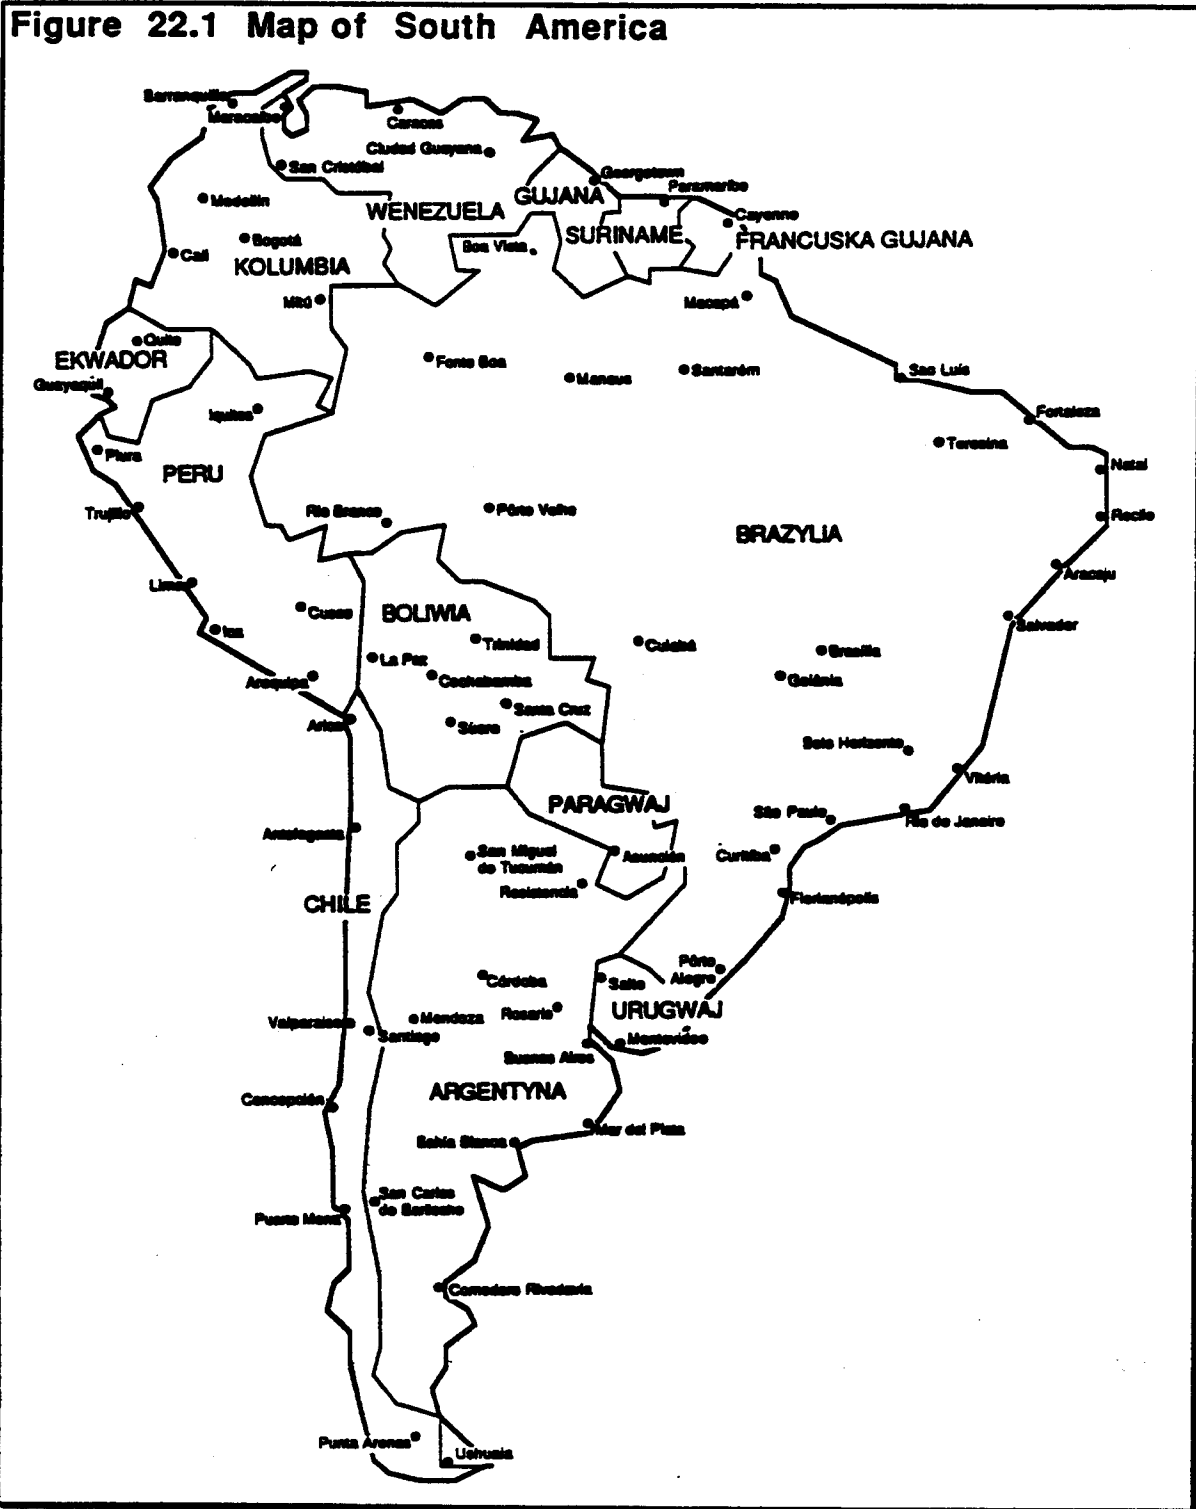 Figure 22.1 Map of South America
Barranquilla
Maracaibo
Caracas
Ciudad Guayana
San Cristóbal
Georgetown
Paramaribo
Medellín
GUJANA
WENEZUELA
Cayenne
SURINAME
FRANCUSKA GUJANA
Bogotá
Boa Vista
Cali
KOLUMBIA
Mitú
Macapá
Quito
EKWADOR
Fonte Boa
Manaus
Santarém
Sao Luís
Guayaquil
Iquitos
Fortaleza
Teresina
Piura
Natal
PERU
Trujillo
Rio Branco
Pôrto Velho
Recife
BRAZYLIA
Aracaju
Lima
Cusco
BOLIWIA
Ica
Salvador
Trinidad
Cuiabá
Brasília
La Paz
Goiânia
Arequipa
Cochabamba
Santa Cruz
Arica
Súcre
Belo Horizonte
Vitória
PARAGWAJ
São Paulo
Rio de Janeiro
Antofagasta
San Miguel
de Tucumán
Asunción
Curitiba
Resistencia
CHILE
Florianópolis
Pôrto
Alegre
Córdoba
Salto
Rosario
URUGWAJ
Valparaiso
Mendoza
Santiago
Montevideo
Buenos Aires
ARGENTYNA
Concepción
Mar del Plata
Bahía Blanca
San Carlos
de Bariloche
Puerto Montt
Comodoro Rivadavia
Punta Arenas
Ushuaia